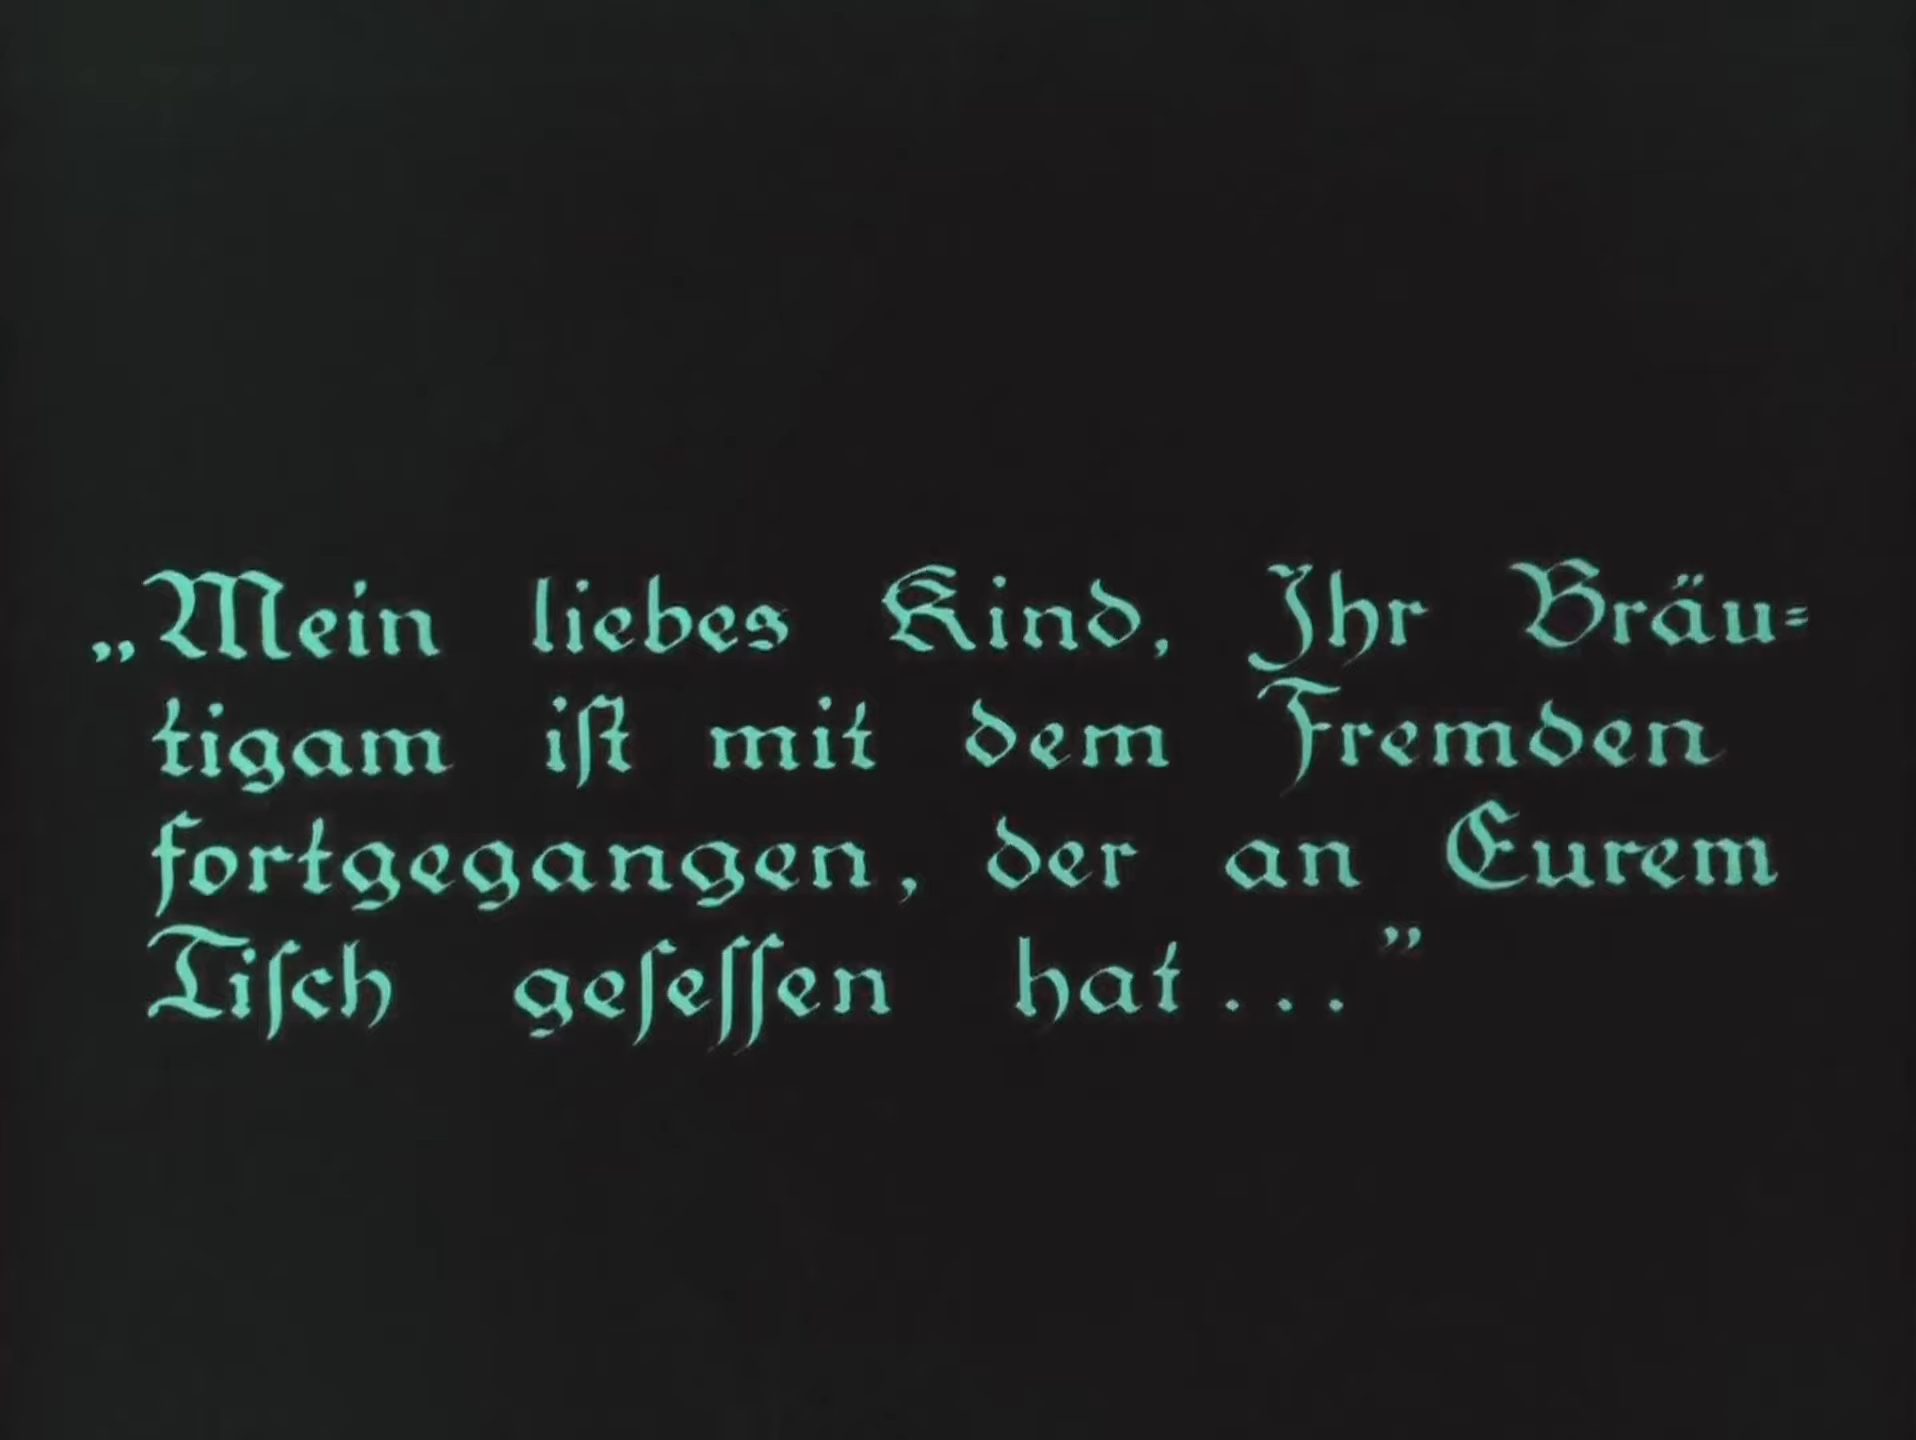 „Mein liebes Kind, Ihr Bräu=
tigam iſt mit dem Fremden
fortgegangen, der an Eurem
Tiſch geſeſſen hat . . . ”